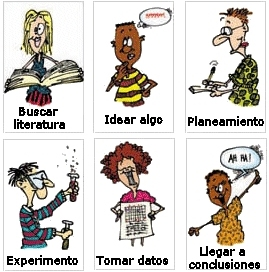 Buscar
literatura
Idear algo
Planeamiento
Experimento
Tomar datos
AH HA!
Llegar a
conclusiones